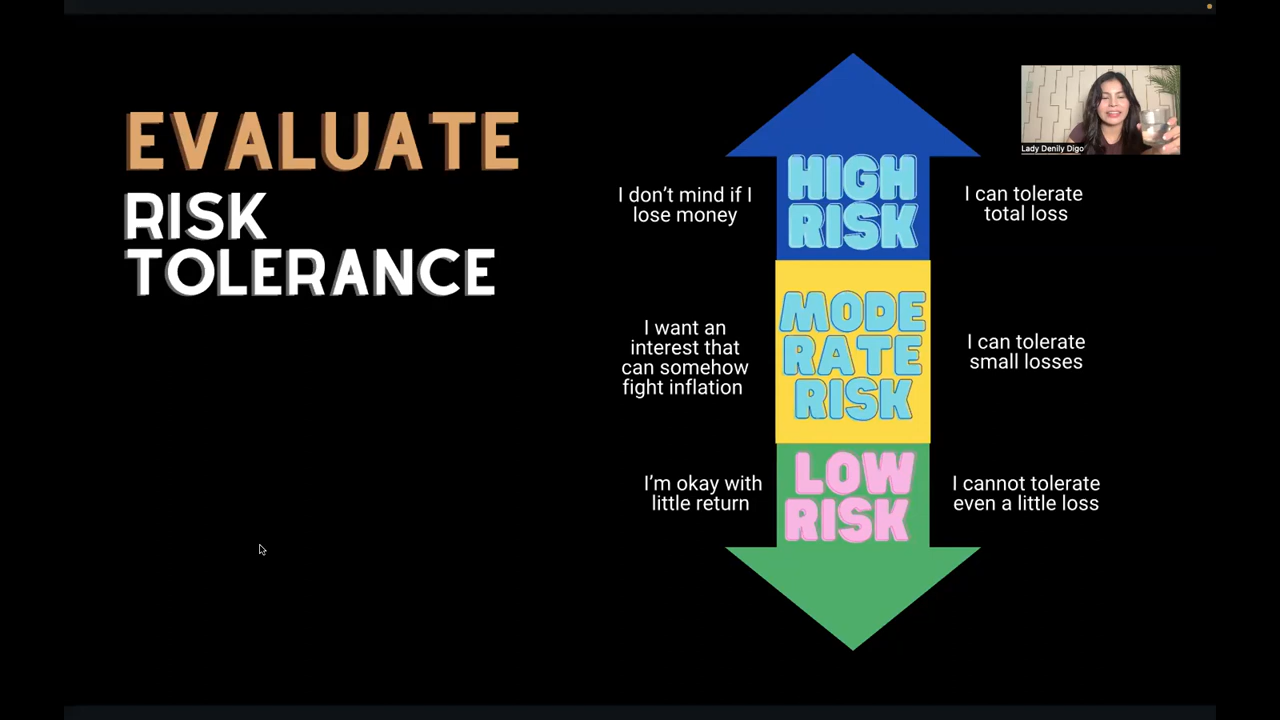 EVALUATE
RISK
TOLERANCE
HIGH
RISK
I don't mind if I
lose money
I can tolerate
total loss
MODE
RATE
RISK
I want an
interest that
can somehow
fight inflation
I can tolerate
small losses
LOW
RISK
I'm okay with
little return
I cannot tolerate
even a little loss
Lady Denily Digo